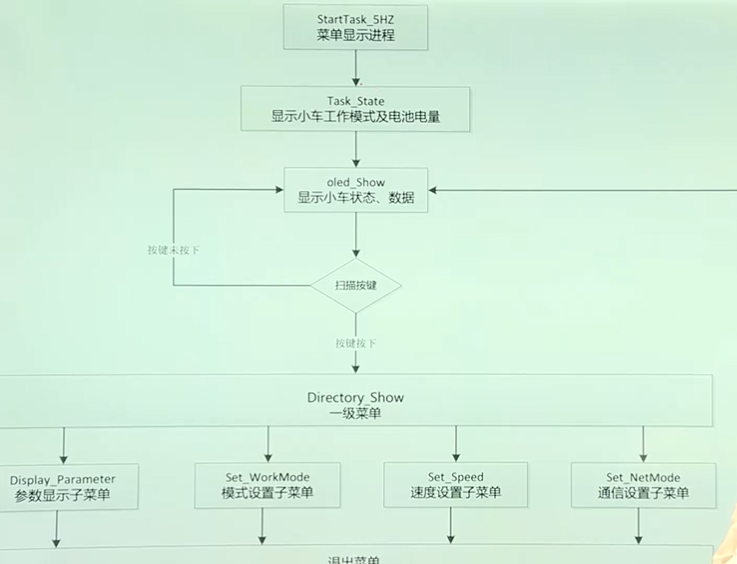 StartTask_5HZ
菜单显示进程
Task_State
显示小车工作模式及电池电量
oled_Show
显示小车状态、数据
按键未按下
扫描按键
按键按下
Directory_Show
一级菜单
Display_Parameter
参数显示子菜单
Set_WorkMode
模式设置子菜单
Set_Speed
速度设置子菜单
Set_NetMode
通信设置子菜单
退出菜单